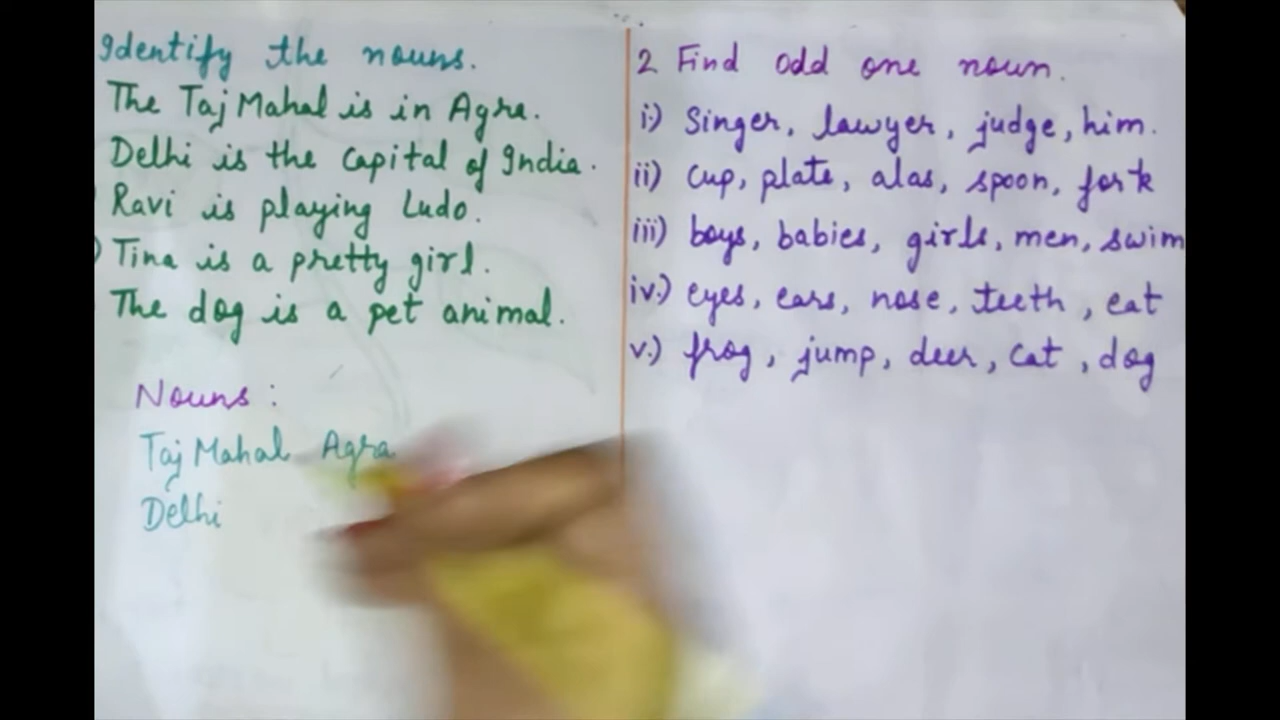 Identify the nouns.
The Taj Mahal is in Agra.
Delhi is the capital of India.
Ravi is playing Ludo.
) Tina is a pretty girl.
The dog is a pet animal.
Nouns:
Taj Mahal Agra
Delhi
2 Find odd one noun.
i) Singer, lawyer, judge, him.
ii) cup, plate, alas, spoon, fork
iii) boys, babies, girls, men, swim
iv.) eyes, ears, nose, teeth, eat
v.) frog, jump, deer, cat, dog